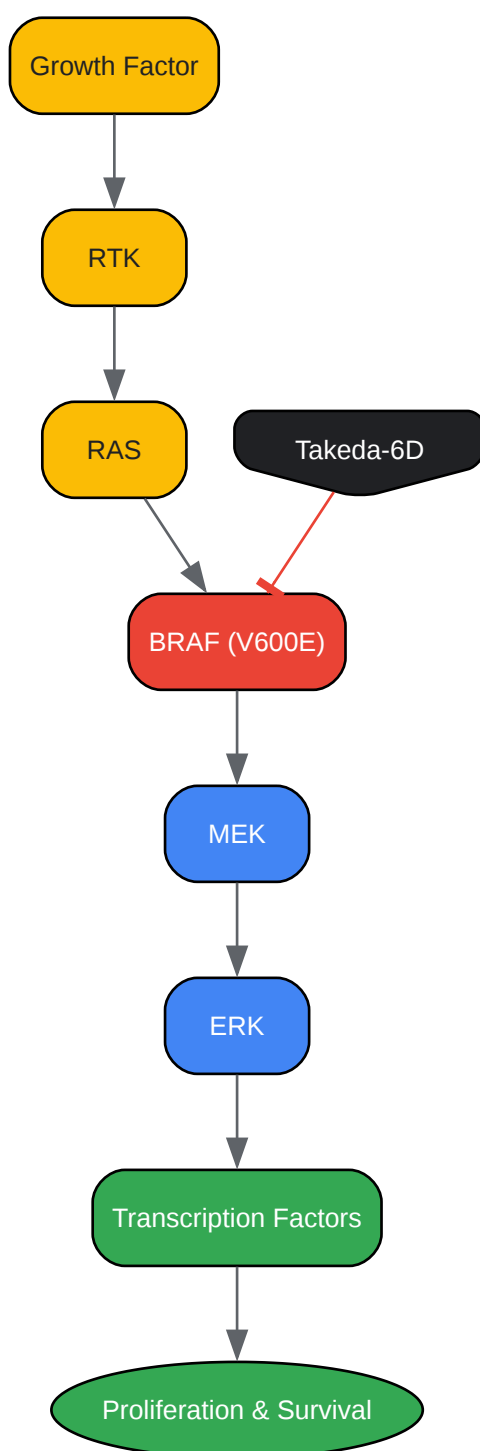 Growth Factor
RTK
RAS
Takeda-6D
BRAF (V600E)
MEK
ERK
Transcription Factors
Proliferation & Survival